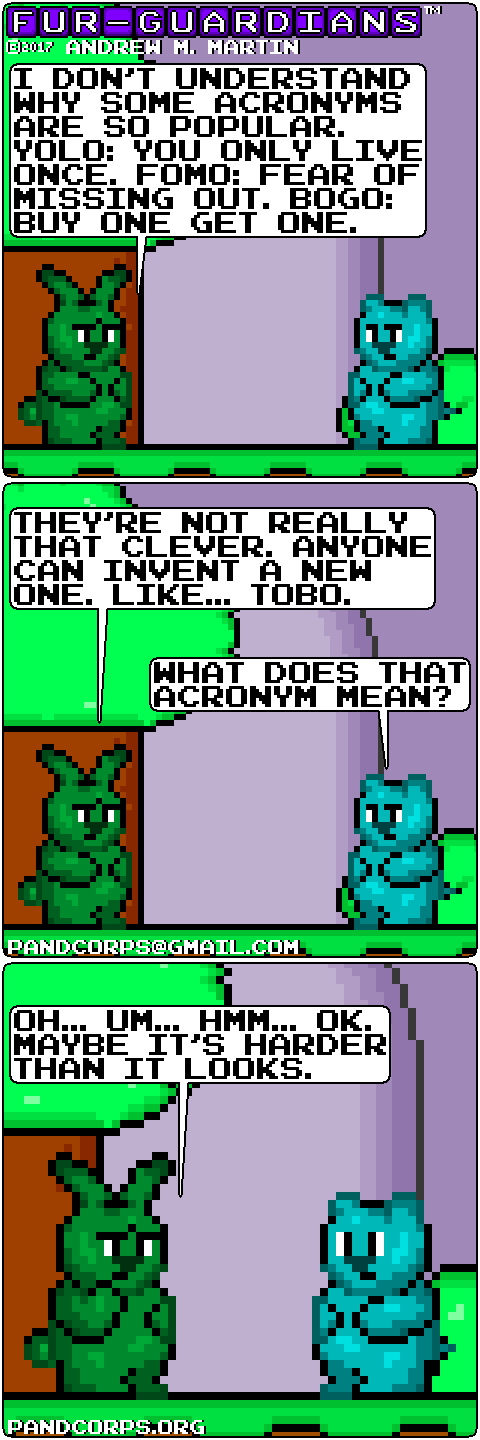 FUR-GUARDIANS™
©2017 ANDREW M. MARTIN
I DON'T UNDERSTAND
WHY SOME ACRONYMS
ARE SO POPULAR.
YOLO: YOU ONLY LIVE
ONCE. FOMO: FEAR OF
MISSING OUT. BOGO:
BUY ONE GET ONE.
THEY'RE NOT REALLY
THAT CLEVER. ANYONE
CAN INVENT A NEW
ONE. LIKE... TOBO.
WHAT DOES THAT
ACRONYM MEAN?
PANDCORPS@GMAIL.COM
OH... UM... HMM... OK.
MAYBE IT'S HARDER
THAN IT LOOKS.
PANDCORPS.ORG